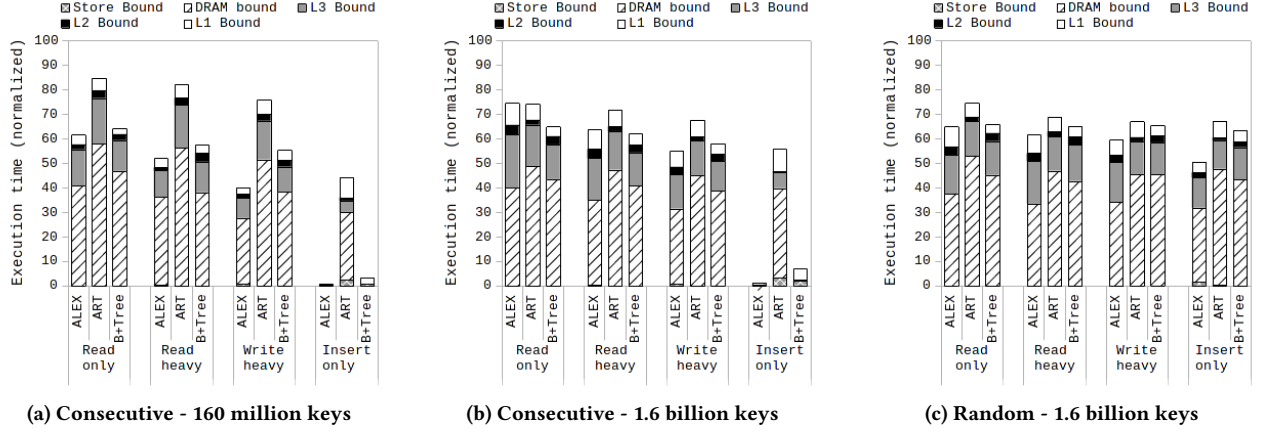 Store Bound DRAM bound L3 Bound
L2 Bound L1 Bound
Execution time (normalized)
100
90
80
70
60
50
40
30
20
10
0
ALEX ART B+Tree ALEX ART B+Tree ALEX ART B+Tree ALEX ART B+Tree
Read only Read heavy Write heavy Insert only
(a) Consecutive - 160 million keys
Store Bound DRAM bound L3 Bound
L2 Bound L1 Bound
Execution time (normalized)
100
90
80
70
60
50
40
30
20
10
0
ALEX ART B+Tree ALEX ART B+Tree ALEX ART B+Tree ALEX ART B+Tree
Read only Read heavy Write heavy Insert only
(b) Consecutive - 1.6 billion keys
Store Bound DRAM bound L3 Bound
L2 Bound L1 Bound
Execution time (normalized)
100
90
80
70
60
50
40
30
20
10
0
ALEX ART B+Tree ALEX ART B+Tree ALEX ART B+Tree ALEX ART B+Tree
Read only Read heavy Write heavy Insert only
(c) Random - 1.6 billion keys